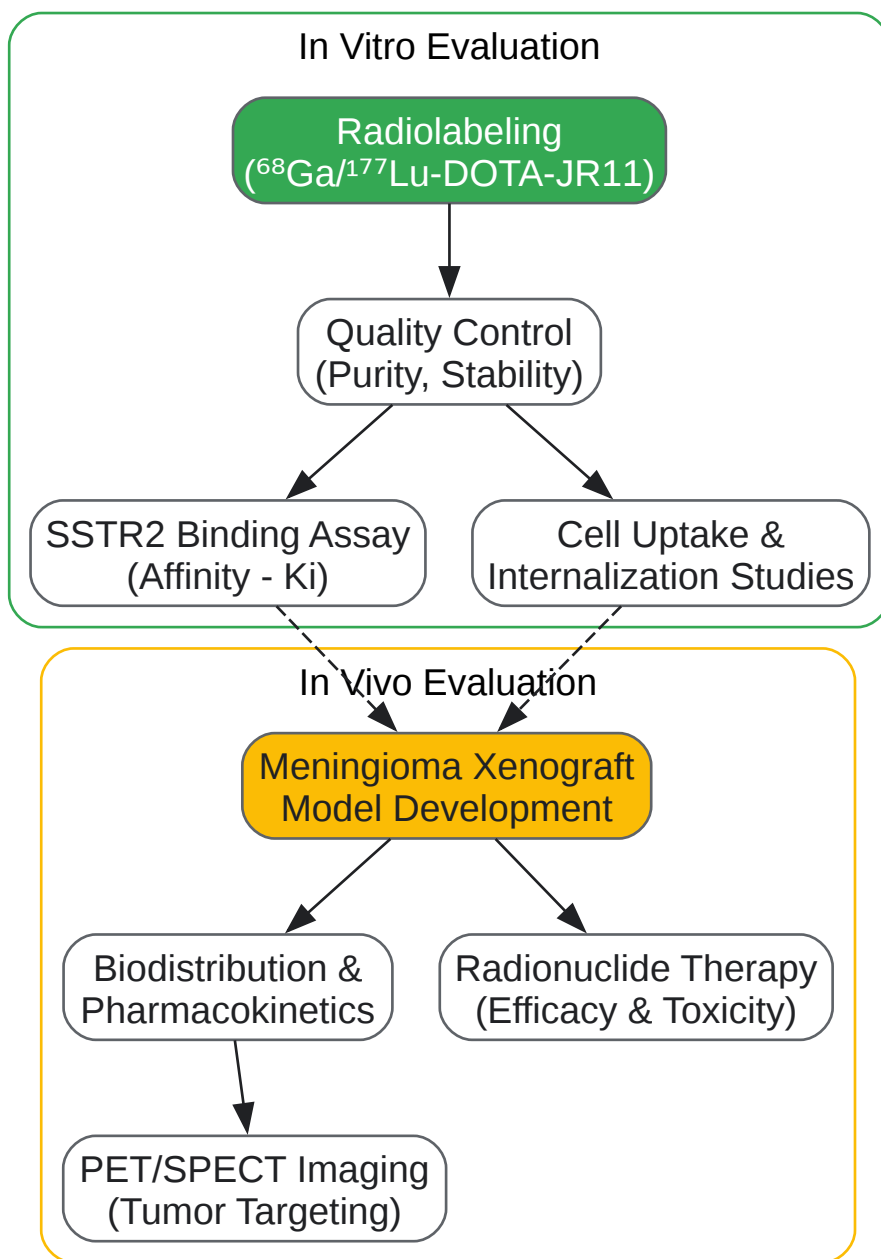 In Vitro Evaluation
Radiolabeling
(⁶⁸Ga/¹⁷⁷Lu-DOTA-JR11)
Quality Control
(Purity, Stability)
SSTR2 Binding Assay
(Affinity - Ki)
Cell Uptake &
Internalization Studies
In Vivo Evaluation
Meningioma Xenograft
Model Development
Biodistribution &
Pharmacokinetics
Radionuclide Therapy
(Efficacy & Toxicity)
PET/SPECT Imaging
(Tumor Targeting)